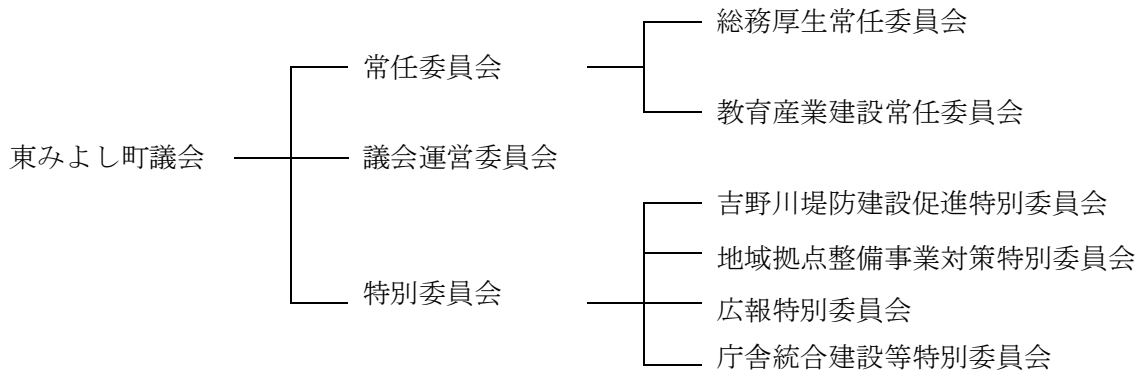 東みよし町議会
常任委員会
総務厚生常任委員会
教育産業建設常任委員会
議会運営委員会
特別委員会
吉野川堤防建設促進特別委員会
地域拠点整備事業対策特別委員会
広報特別委員会
庁舎統合建設等特別委員会